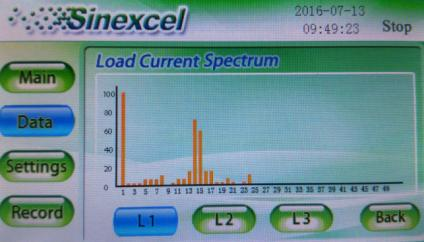 Sinexcel
2016-07-13
09:49:23 Stop
Main
Data
Settings
Record
Load Current Spectrum
100
80
60
40
20
0
1 3 5 7 9 11 13 15 17 19 21 23 25 27 29 31 33 35 37 39 41 43 45 47 49
L1 L2 L3 Back